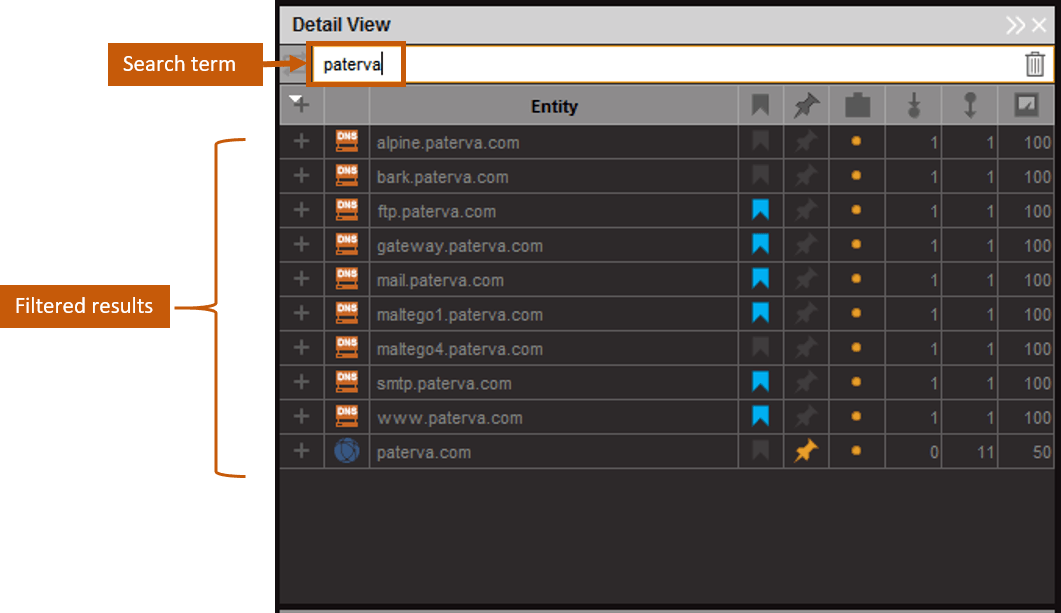 Detail View
Search term
paterva
Entity
DNS alpine.paterva.com 1 1 100
DNS bark.paterva.com 1 1 100
DNS ftp.paterva.com 1 1 100
DNS gateway.paterva.com 1 1 100
DNS mail.paterva.com 1 1 100
Filtered results
DNS maltego1.paterva.com 1 1 100
DNS maltego4.paterva.com 1 1 100
DNS smtp.paterva.com 1 1 100
DNS www.paterva.com 1 1 100
paterva.com 0 11 50